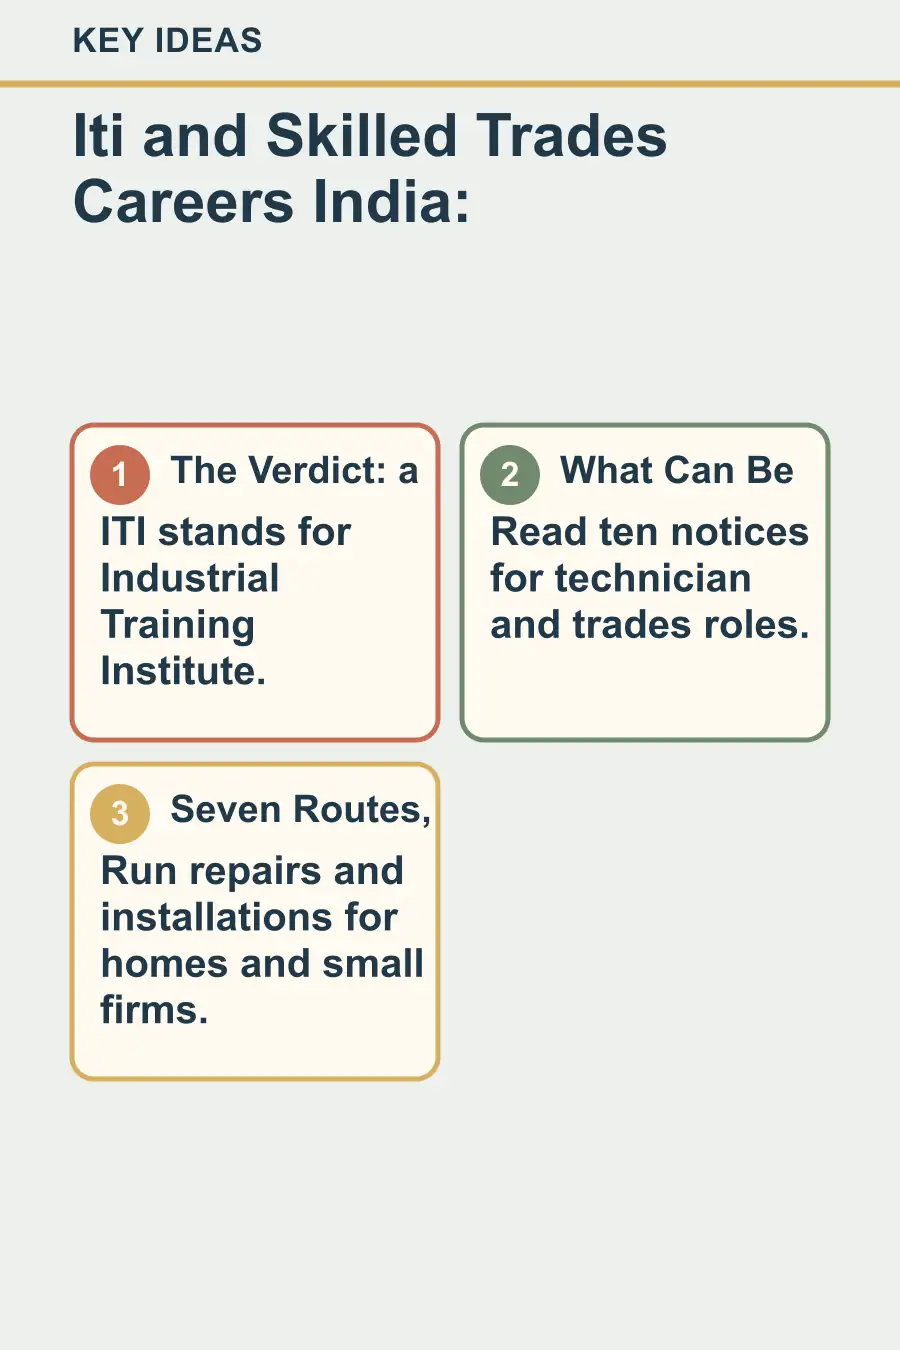 KEY IDEAS
Iti and Skilled Trades
Careers India:
1
The Verdict: a
ITI stands for
Industrial
Training
Institute.
2
What Can Be
Read ten notices
for technician
and trades roles.
3
Seven Routes,
Run repairs and
installations for
homes and small
firms.